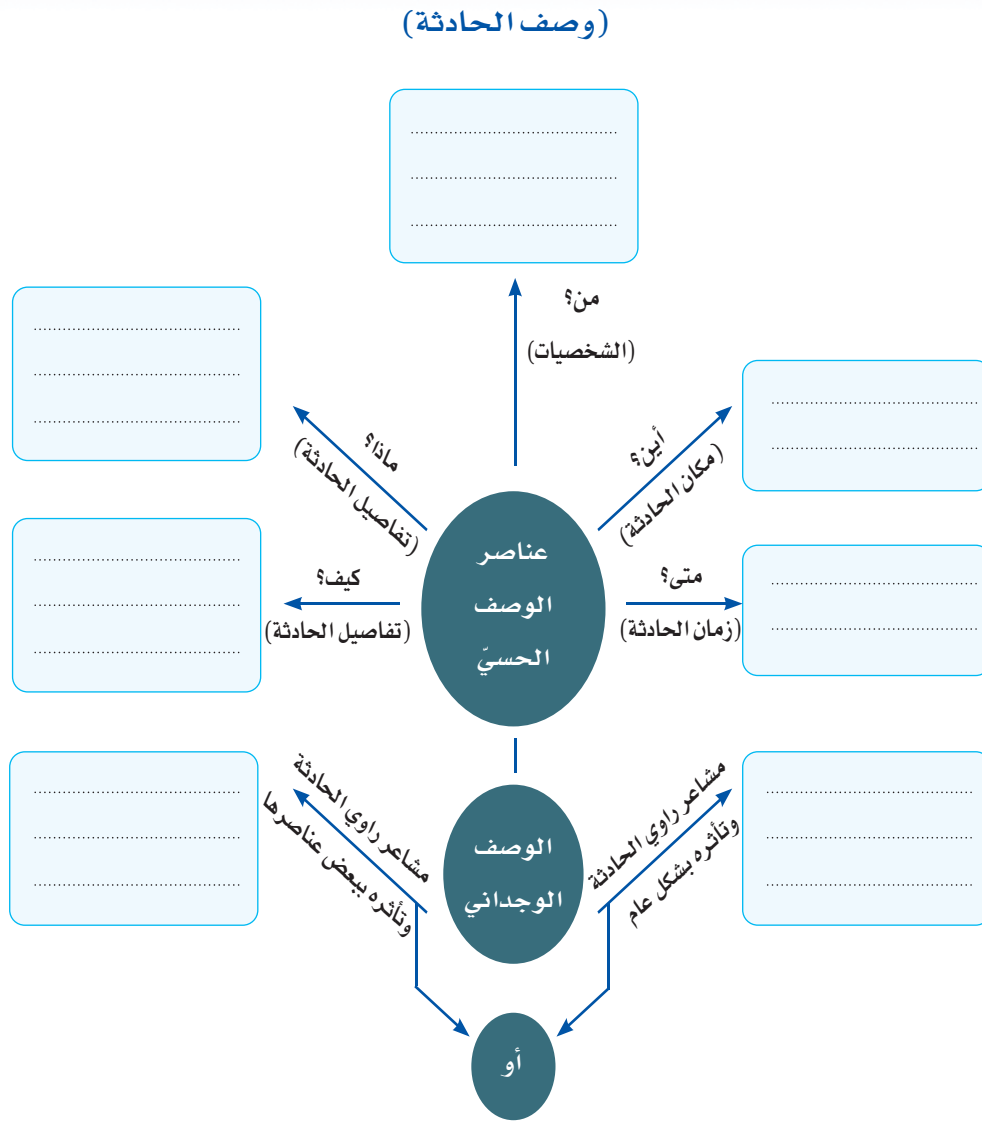 (وصف الحادثة)
من؟
(الشخصيات)
أين؟
(مكان الحادثة)
ماذا؟
(تفاصيل الحادثة)
عناصر
الوصف
الحسيّ
متى؟
(زمان الحادثة)
كيف؟
(تفاصيل الحادثة)
مشاعر راوي الحادثة
وتأثره بشكل عام
الوصف
الوجداني
مشاعر راوي الحادثة
وتأثره ببعض عناصرها
أو